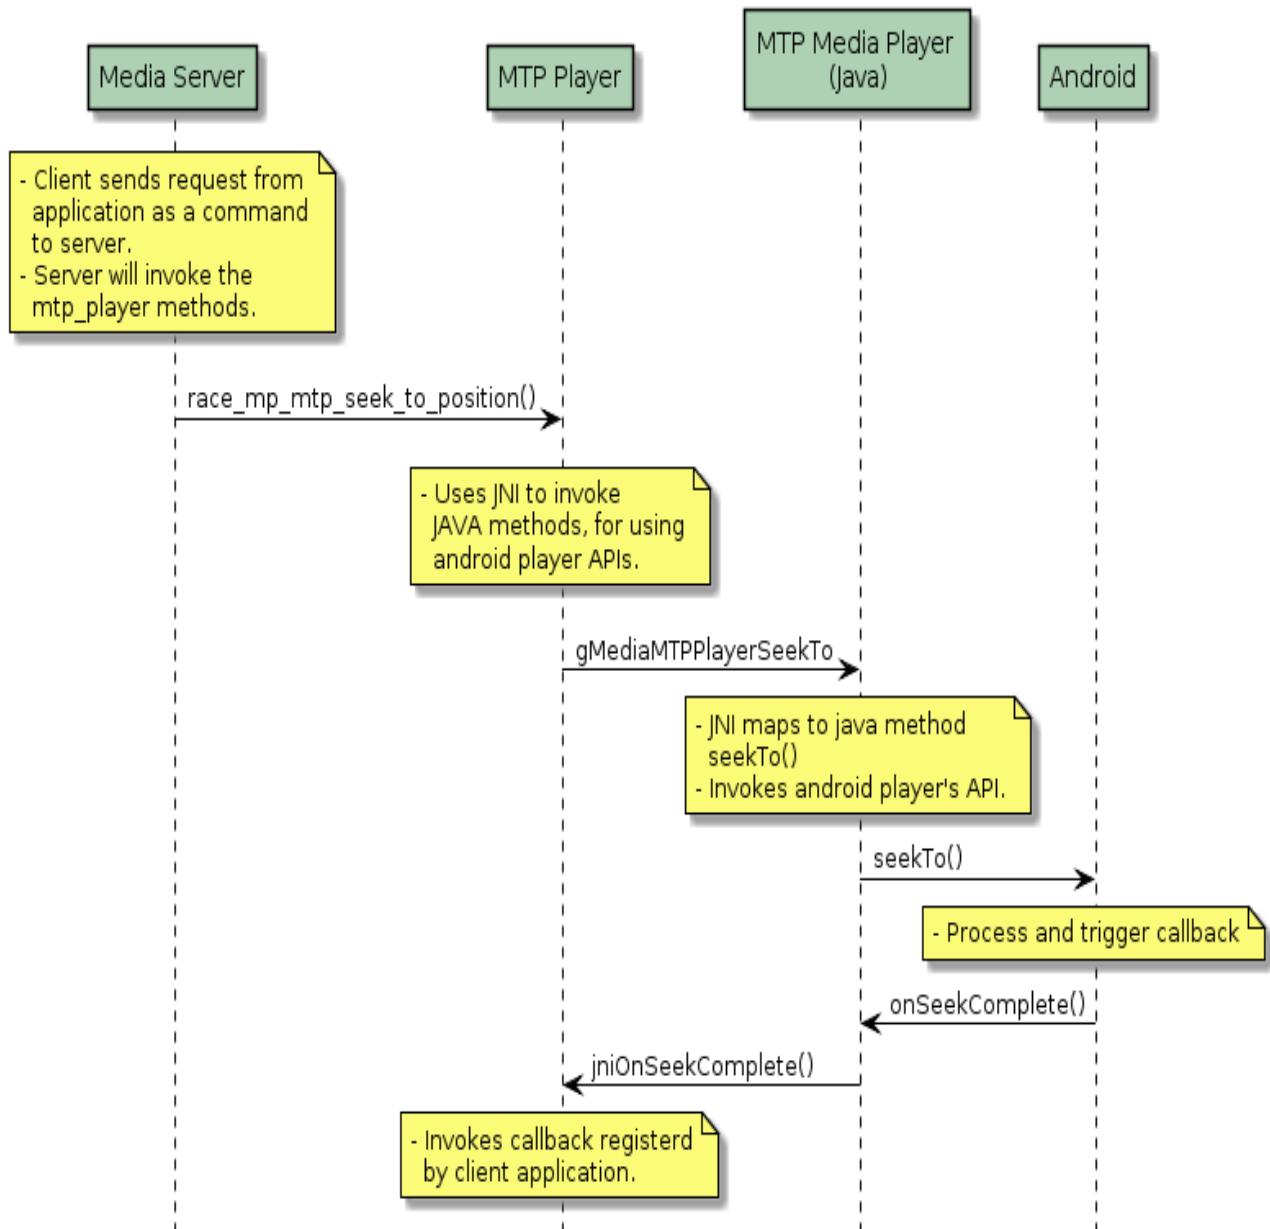 Media Server
MTP Player
MTP Media Player
(Java)
Android
- Client sends request from
application as a command
to server.
- Server will invoke the
mtp_player methods.
race_mp_mtp_seek_to_position()
- Uses JNI to invoke
JAVA methods, for using
android player APIs.
gMediaMTPPlayerSeekTo
- JNI maps to java method
seekTo()
- Invokes android player's API.
seekTo()
- Process and trigger callback
onSeekComplete()
jniOnSeekComplete()
- Invokes callback registerd
by client application.